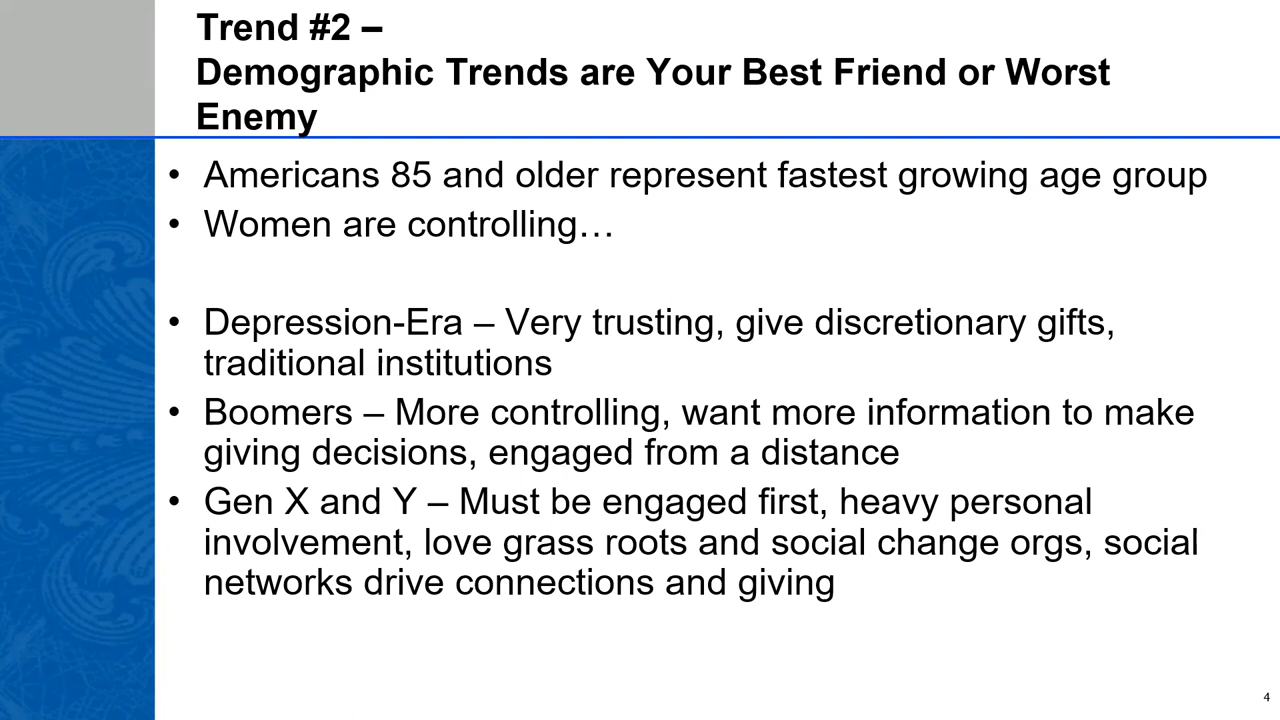 Trend #2 –
Demographic Trends are Your Best Friend or Worst
Enemy
• Americans 85 and older represent fastest growing age group
• Women are controlling…
• Depression-Era – Very trusting, give discretionary gifts,
traditional institutions
• Boomers – More controlling, want more information to make
giving decisions, engaged from a distance
• Gen X and Y – Must be engaged first, heavy personal
involvement, love grass roots and social change orgs, social
networks drive connections and giving
4